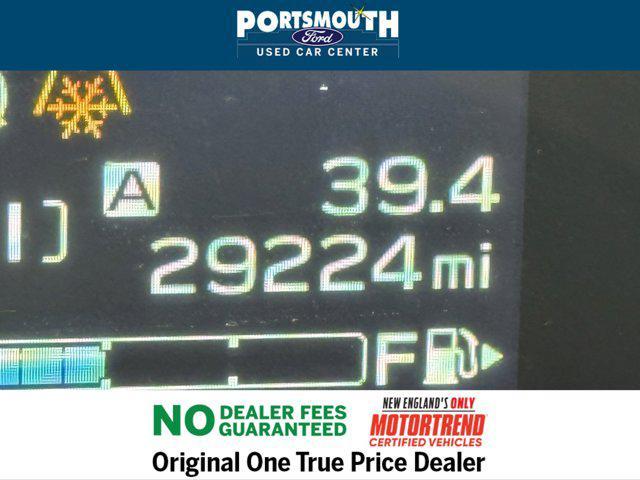 PORTSMOUTH
Ford
USED CAR CENTER
A 39.4
29224 mi
F
NO DEALER FEES GUARANTEED
NEW ENGLAND'S ONLY
MOTORTREND
CERTIFIED VEHICLES
Original One True Price Dealer